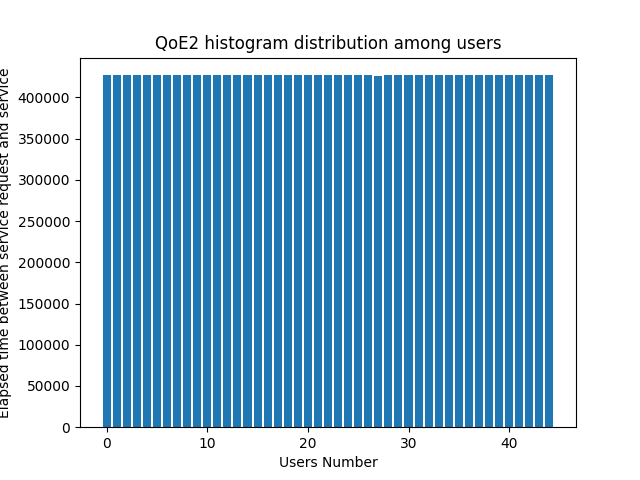 QoE2 histogram distribution among users
Elapsed time between service request and service
400000
350000
300000
250000
200000
150000
100000
50000
0
0 10 20 30 40
Users Number